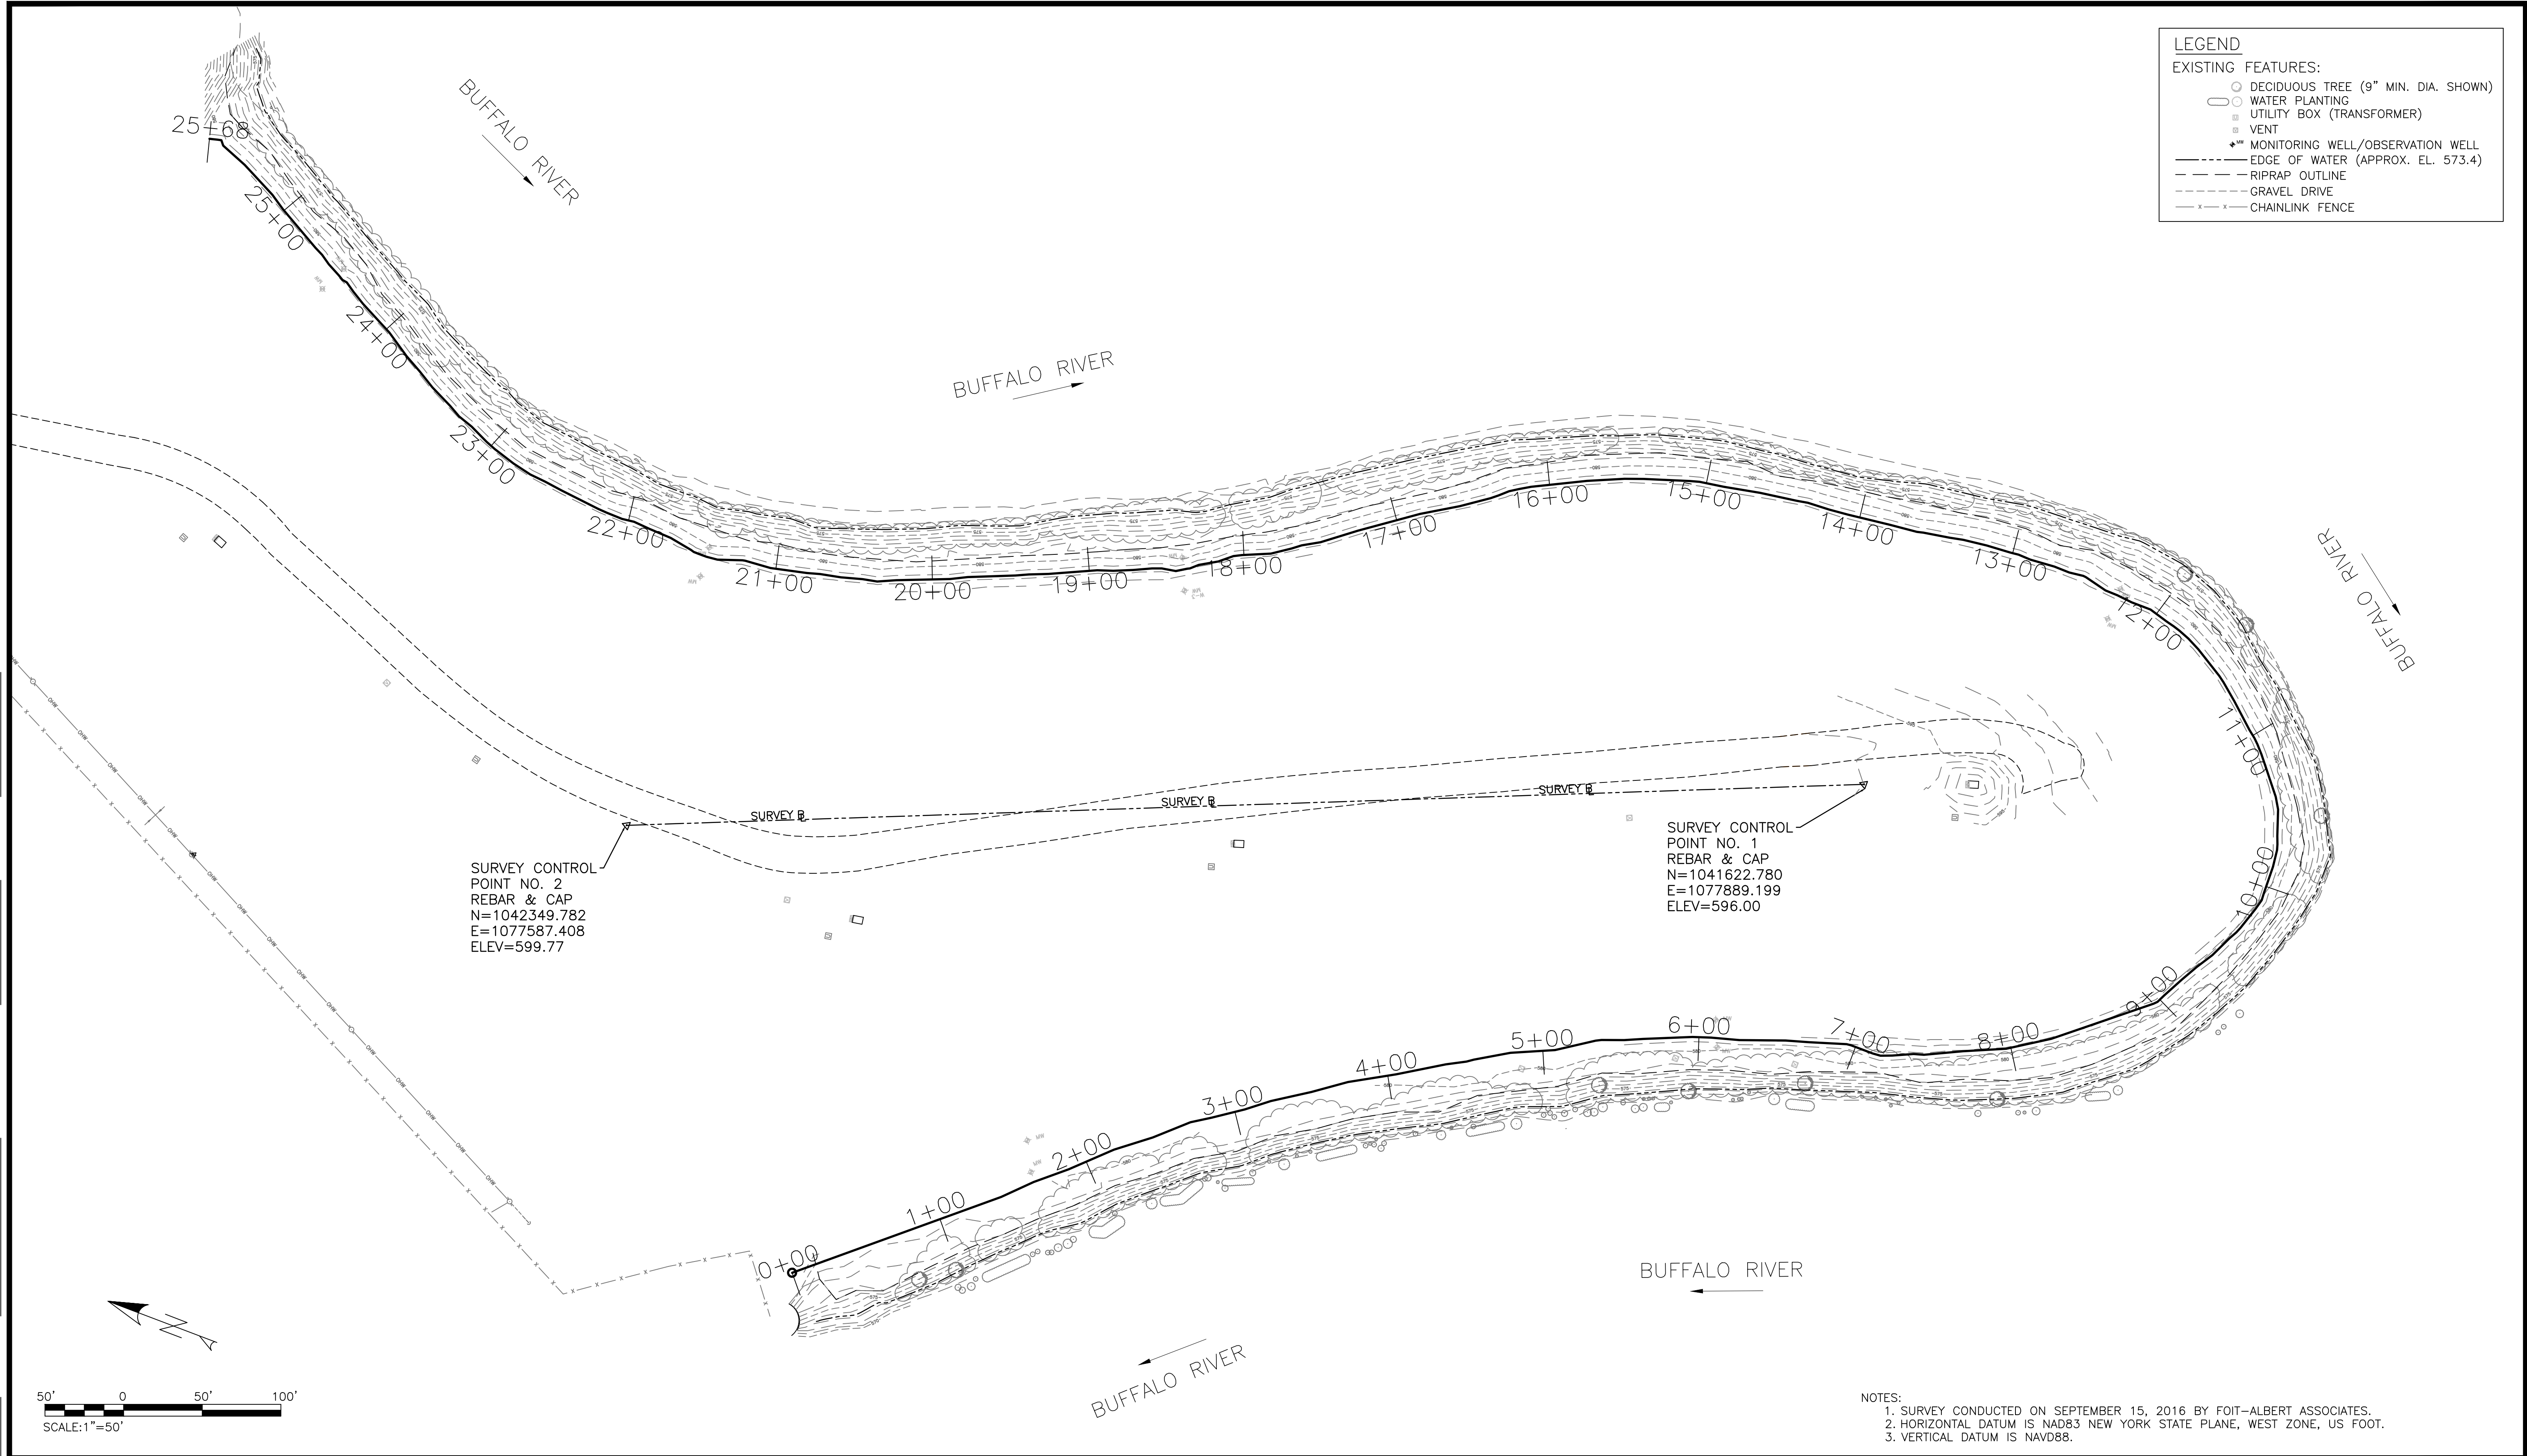 LEGEND
EXISTING FEATURES:
DECIDUOUS TREE (9" MIN. DIA. SHOWN)
WATER PLANTING
UTILITY BOX (TRANSFORMER)
VENT
MW MONITORING WELL/OBSERVATION WELL
EDGE OF WATER (APPROX. EL. 573.4)
RIPRAP OUTLINE
GRAVEL DRIVE
X X CHAINLINK FENCE
BUFFALO RIVER
BUFFALO RIVER
BUFFALO RIVER
25+68
25+00
24+00
23+00
22+00
21+00
20+00
19+00
18+00
17+00
16+00
15+00
14+00
13+00
12+00
11+00
10+00
9+00
8+00
7+00
6+00
5+00
4+00
3+00
2+00
1+00
0+00
SURVEY BL
SURVEY BL
SURVEY BL
SURVEY CONTROL
POINT NO. 2
REBAR & CAP
N=1042349.782
E=1077587.408
ELEV=599.77
SURVEY CONTROL
POINT NO. 1
REBAR & CAP
N=1041622.780
E=1077889.199
ELEV=596.00
BUFFALO RIVER
BUFFALO RIVER
N
50' 0 50' 100'
SCALE:1"=50'
NOTES:
1. SURVEY CONDUCTED ON SEPTEMBER 15, 2016 BY FOIT-ALBERT ASSOCIATES.
2. HORIZONTAL DATUM IS NAD83 NEW YORK STATE PLANE, WEST ZONE, US FOOT.
3. VERTICAL DATUM IS NAVD88.